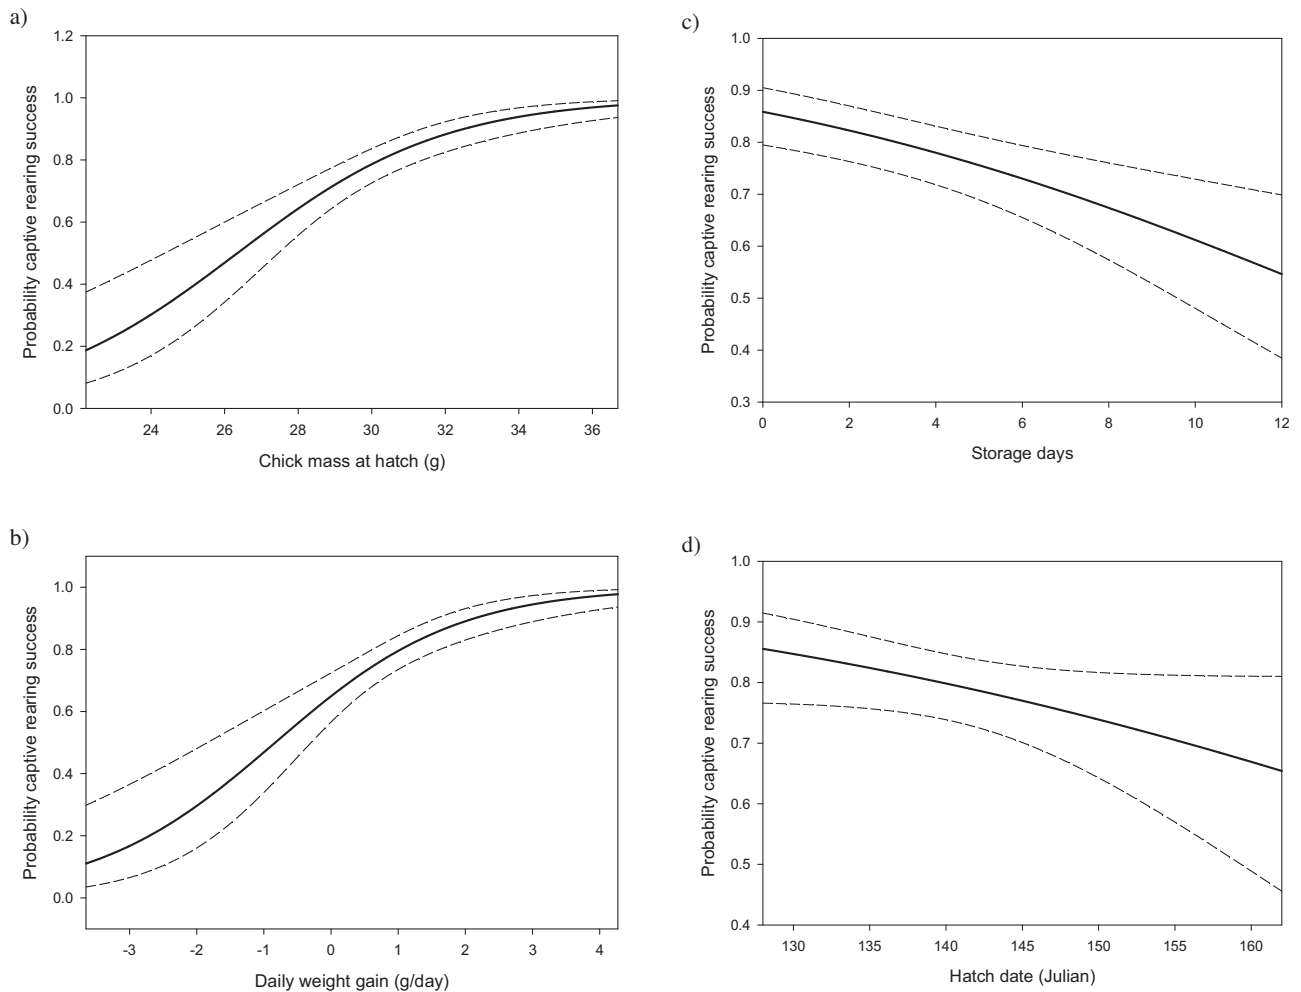 a)
1.2
1.0
0.8
0.6
0.4
0.2
0.0
Probability captive rearing success
24 26 28 30 32 34 36
Chick mass at hatch (g)
b)
1.0
0.8
0.6
0.4
0.2
0.0
Probability captive rearing success
-3 -2 -1 0 1 2 3 4
Daily weight gain (g/day)
c)
1.0
0.9
0.8
0.7
0.6
0.5
0.4
0.3
Probability captive rearing success
0 2 4 6 8 10 12
Storage days
d)
1.0
0.9
0.8
0.7
0.6
0.5
0.4
Probability captive rearing success
130 135 140 145 150 155 160
Hatch date (Julian)